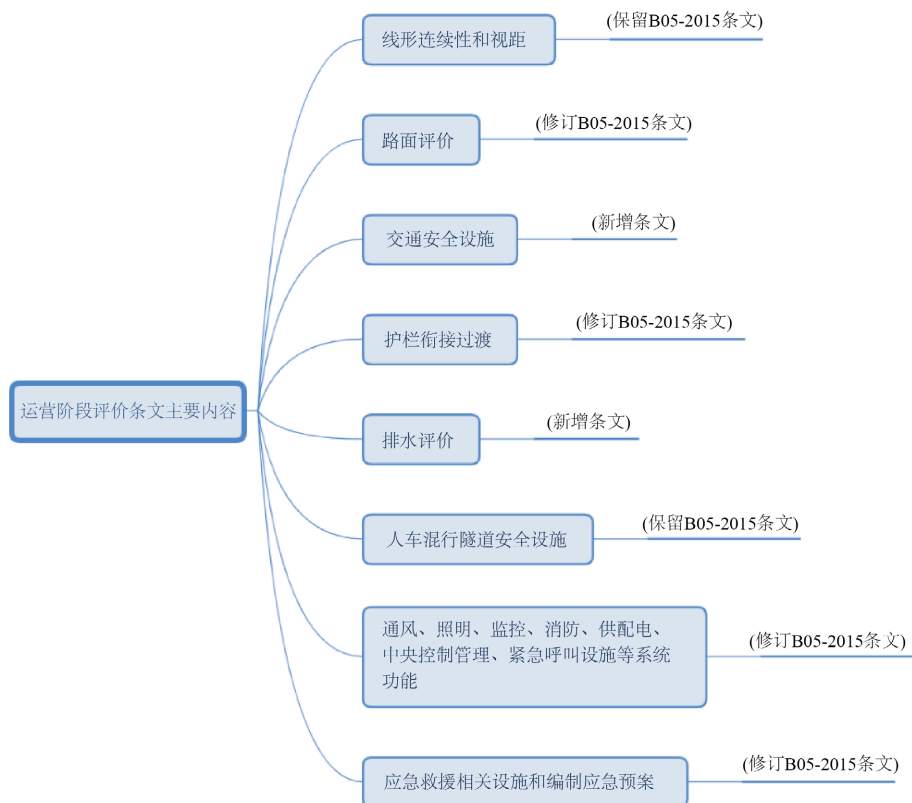 线形连续性和视距
(保留B05-2015条文)
路面评价
(修订B05-2015条文)
交通安全设施
(新增条文)
护栏衔接过渡
(修订B05-2015条文)
运营阶段评价条文主要内容
排水评价
(新增条文)
人车混行隧道安全设施
(保留B05-2015条文)
通风、照明、监控、消防、供配电、
中央控制管理、紧急呼叫设施等系统
功能
(修订B05-2015条文)
应急救援相关设施和编制应急预案
(修订B05-2015条文)